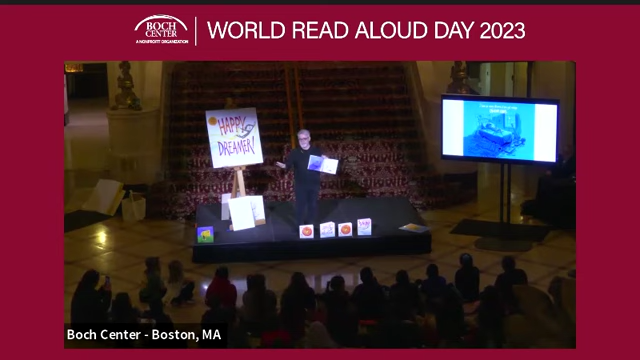 BOCH
CENTER
A NONPROFIT ORGANIZATION
WORLD READ ALOUD DAY 2023
HAPPY
DREAMER!
Boch Center - Boston, MA